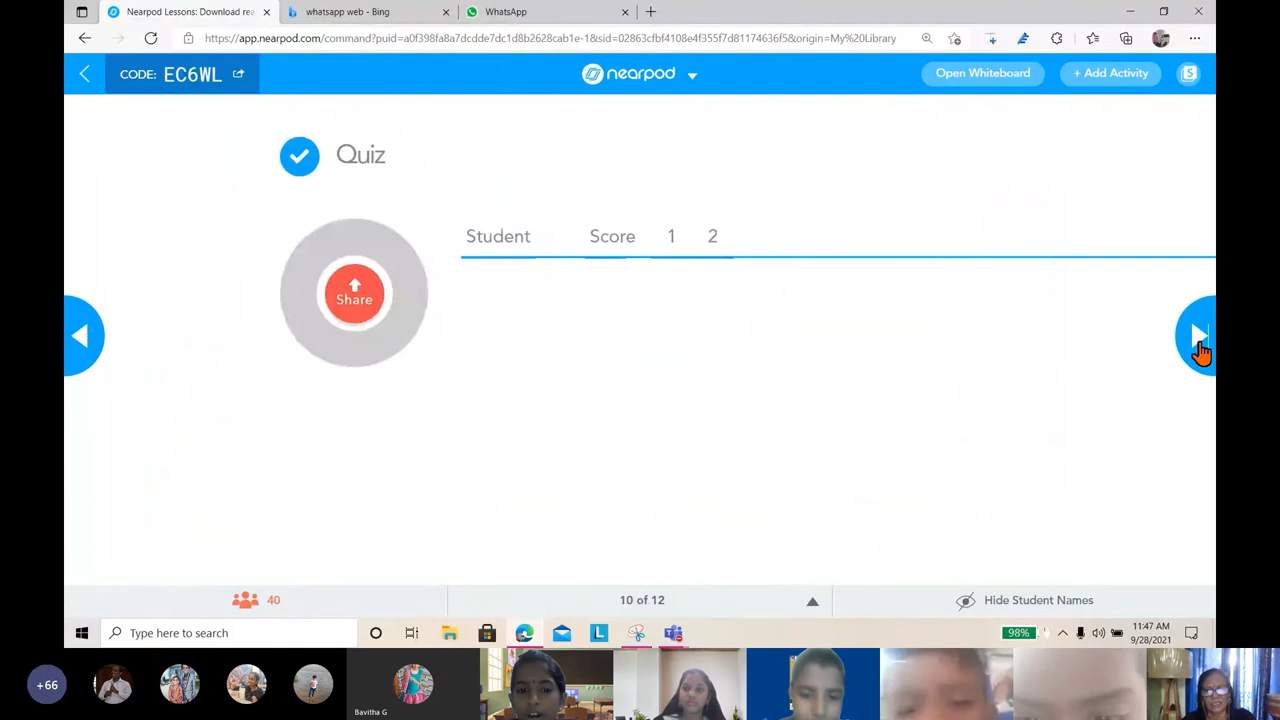 Nearpod Lessons: Download rea
whatsapp web - Bing
WhatsApp
https://app.nearpod.com/command?puid=a0f398fa8a7dcdde7dc1d8b2628cab1e-1&sid=02863cfbf4108e4f355f7d81174636f5&origin=My%20Library
CODE: EC6WL
nearpod
Open Whiteboard
+ Add Activity
S
Quiz
Student Score 1 2
Share
40
10 of 12
Hide Student Names
Type here to search
L
98%
11:47 AM
9/28/2021
+66
Bavitha G